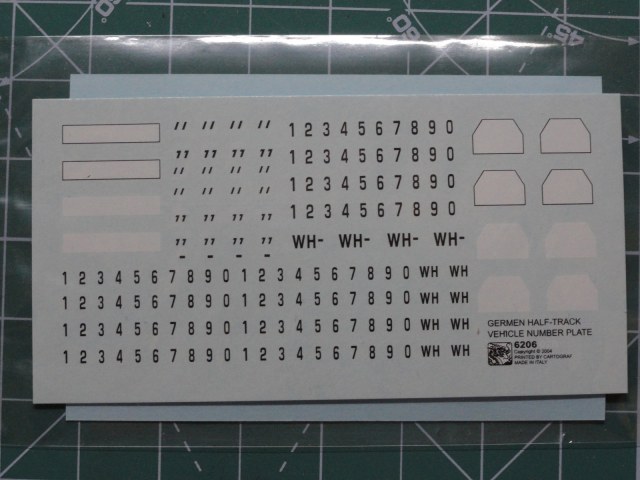 45
60
′′ ′′ ′′ ′′
1 2 3 4 5 6 7 8 9 0
,, ,, ,, ,,
1 2 3 4 5 6 7 8 9 0
′′ ′′ ′′ ′′
1 2 3 4 5 6 7 8 9 0
′′ ′′ ′′ ′′
1 2 3 4 5 6 7 8 9 0
,, ,, ,, ,,
WH- WH- WH- WH-
,, ,, ,, ,,
- - - -
1 2 3 4 5 6 7 8 9 0 1 2 3 4 5 6 7 8 9 0 WH WH
1 2 3 4 5 6 7 8 9 0 1 2 3 4 5 6 7 8 9 0 WH WH
1 2 3 4 5 6 7 8 9 0 1 2 3 4 5 6 7 8 9 0 WH WH
1 2 3 4 5 6 7 8 9 0 1 2 3 4 5 6 7 8 9 0 WH WH
GERMEN HALF-TRACK
VEHICLE NUMBER PLATE
6206
Copyright © 2004
PRINTED BY CARTOGRAF
MADE IN ITALY